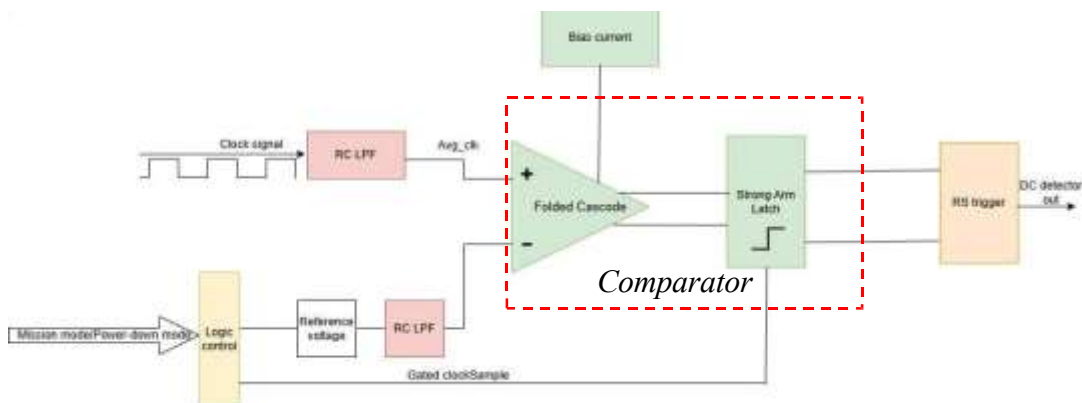 Bias current
Clock signal
RC LPF
Avg_clk
+
Folded Cascode
−
Strong Arm
Latch
RS trigger
DC detector
out
Comparator
Mission mode/Power-down mode
Logic
control
Reference
voltage
RC LPF
Gated clockSample